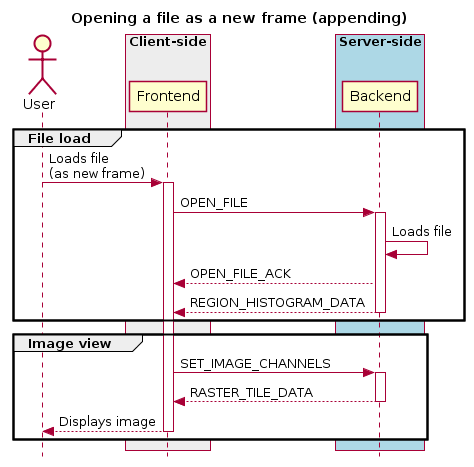 Opening a file as a new frame (appending)
Client-side
Server-side
User
Frontend
Backend
File load
Loads file
(as new frame)
OPEN_FILE
Loads file
OPEN_FILE_ACK
REGION_HISTOGRAM_DATA
Image view
SET_IMAGE_CHANNELS
RASTER_TILE_DATA
Displays image